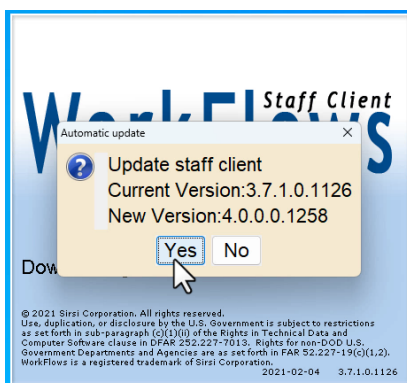 Staff Client
WorkFlows
Automatic update
Update staff client
Current Version:3.7.1.0.1126
New Version:4.0.0.0.1258
Yes No
© 2021 Sirsi Corporation. All rights reserved.
Use, duplication, or disclosure by the U.S. Government is subject to restrictions
as set forth in sub-paragraph (c)(1)(ii) of the Rights in Technical Data and
Computer Software clause in DFAR 252.227-7013. Rights for non-DOD U.S.
Government Departments and Agencies are as set forth in FAR 52.227-19(c)(1,2).
WorkFlows is a registered trademark of Sirsi Corporation.
2021-02-04 3.7.1.0.1126